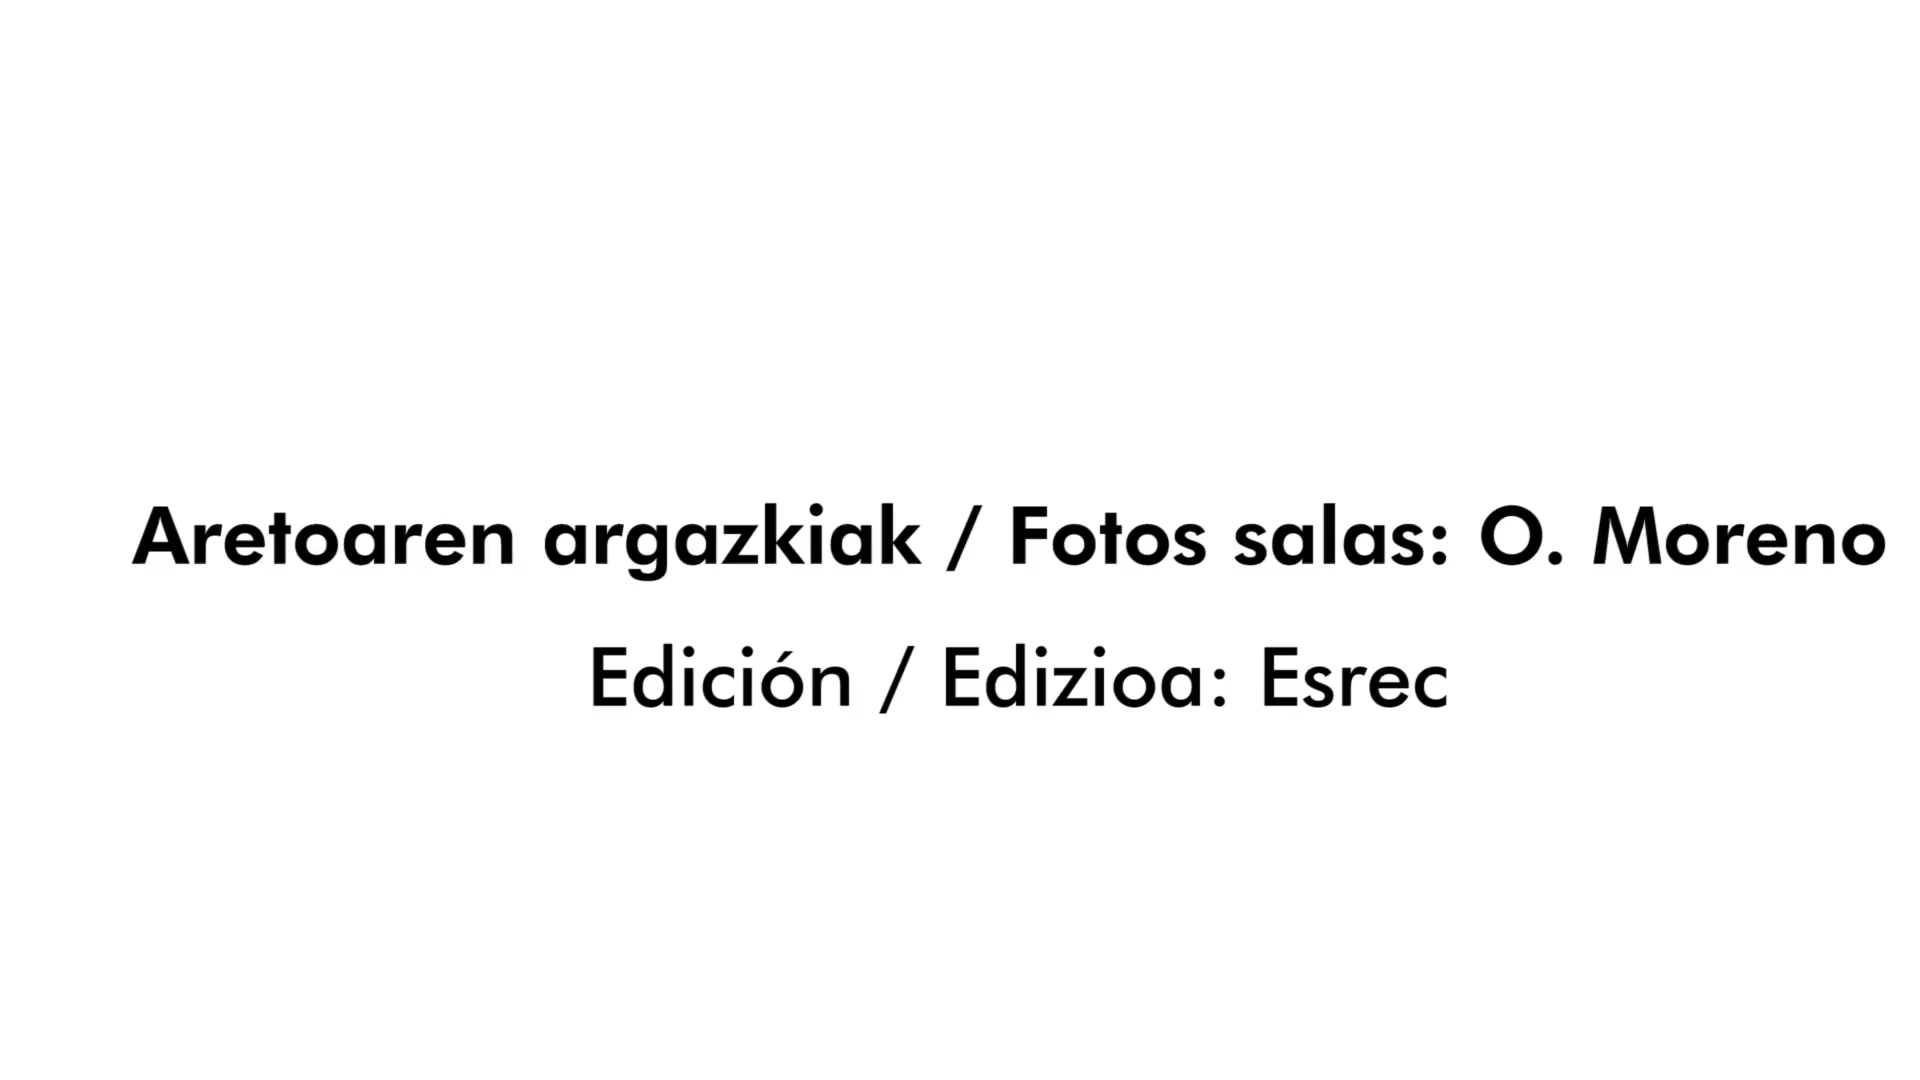 Aretoaren argazkiak / Fotos salas: O. Moreno
Edición / Edizioa: Esrec